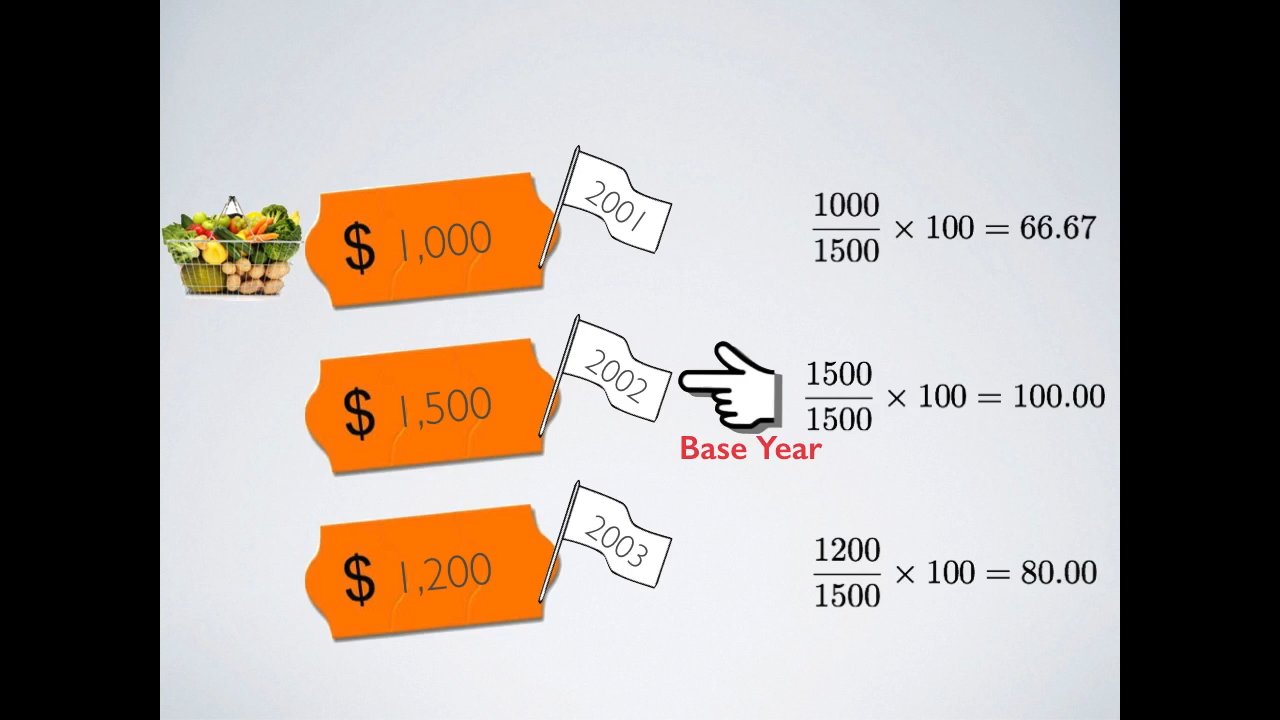 $ 1,000
2001
1000/1500 × 100 = 66.67
$ 1,500
2002
1500/1500 × 100 = 100.00
Base Year
$ 1,200
2003
1200/1500 × 100 = 80.00